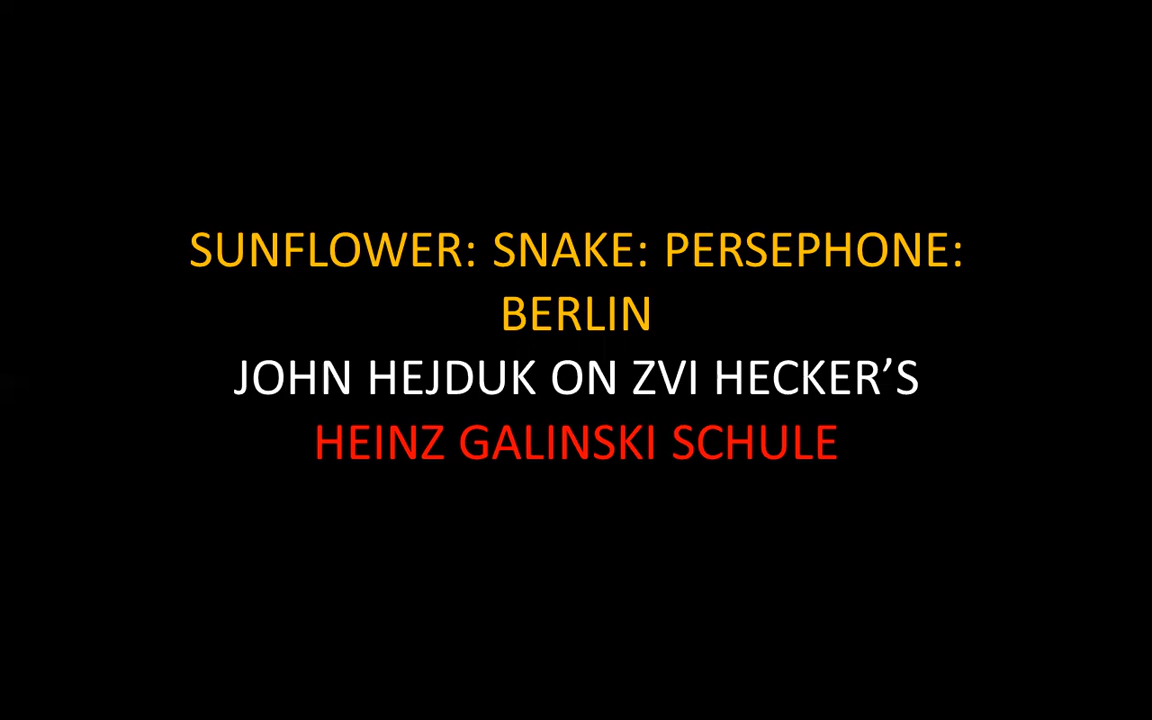 SUNFLOWER: SNAKE: PERSEPHONE:
BERLIN
JOHN HEJDUK ON ZVI HECKER’S
HEINZ GALINSKI SCHULE